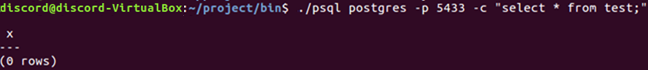 discord@discord-VirtualBox:~/project/bin$ ./psql postgres -p 5433 -c "select * from test;"
x
---
(0 rows)